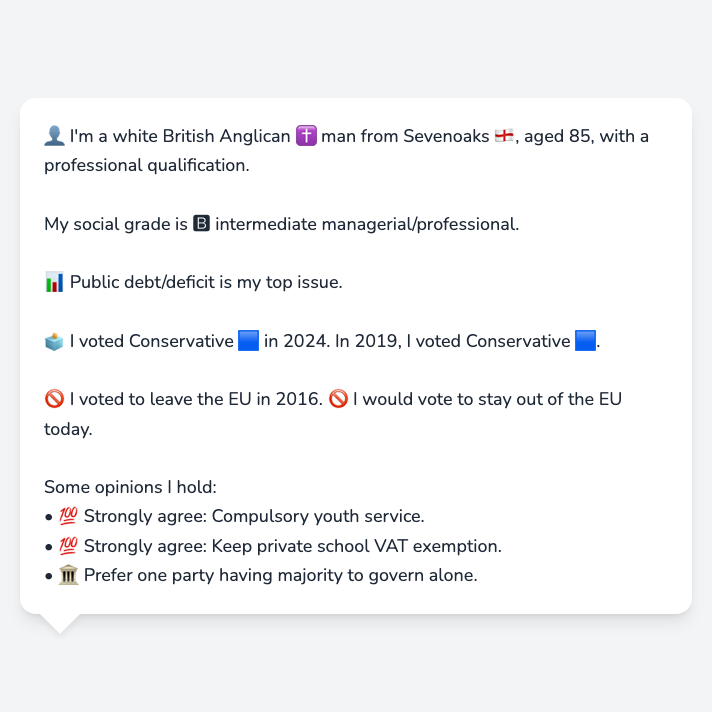 👤 I'm a white British Anglican ✝️ man from Sevenoaks 🏴󠁧󠁢󠁥󠁮󠁧󠁿, aged 85, with a
professional qualification.
My social grade is 🅱 intermediate managerial/professional.
📊 Public debt/deficit is my top issue.
🗳️ I voted Conservative 🟦 in 2024. In 2019, I voted Conservative 🟦.
🚫 I voted to leave the EU in 2016. 🚫 I would vote to stay out of the EU
today.
Some opinions I hold:
• 💯 Strongly agree: Compulsory youth service.
• 💯 Strongly agree: Keep private school VAT exemption.
• 🏛️ Prefer one party having majority to govern alone.